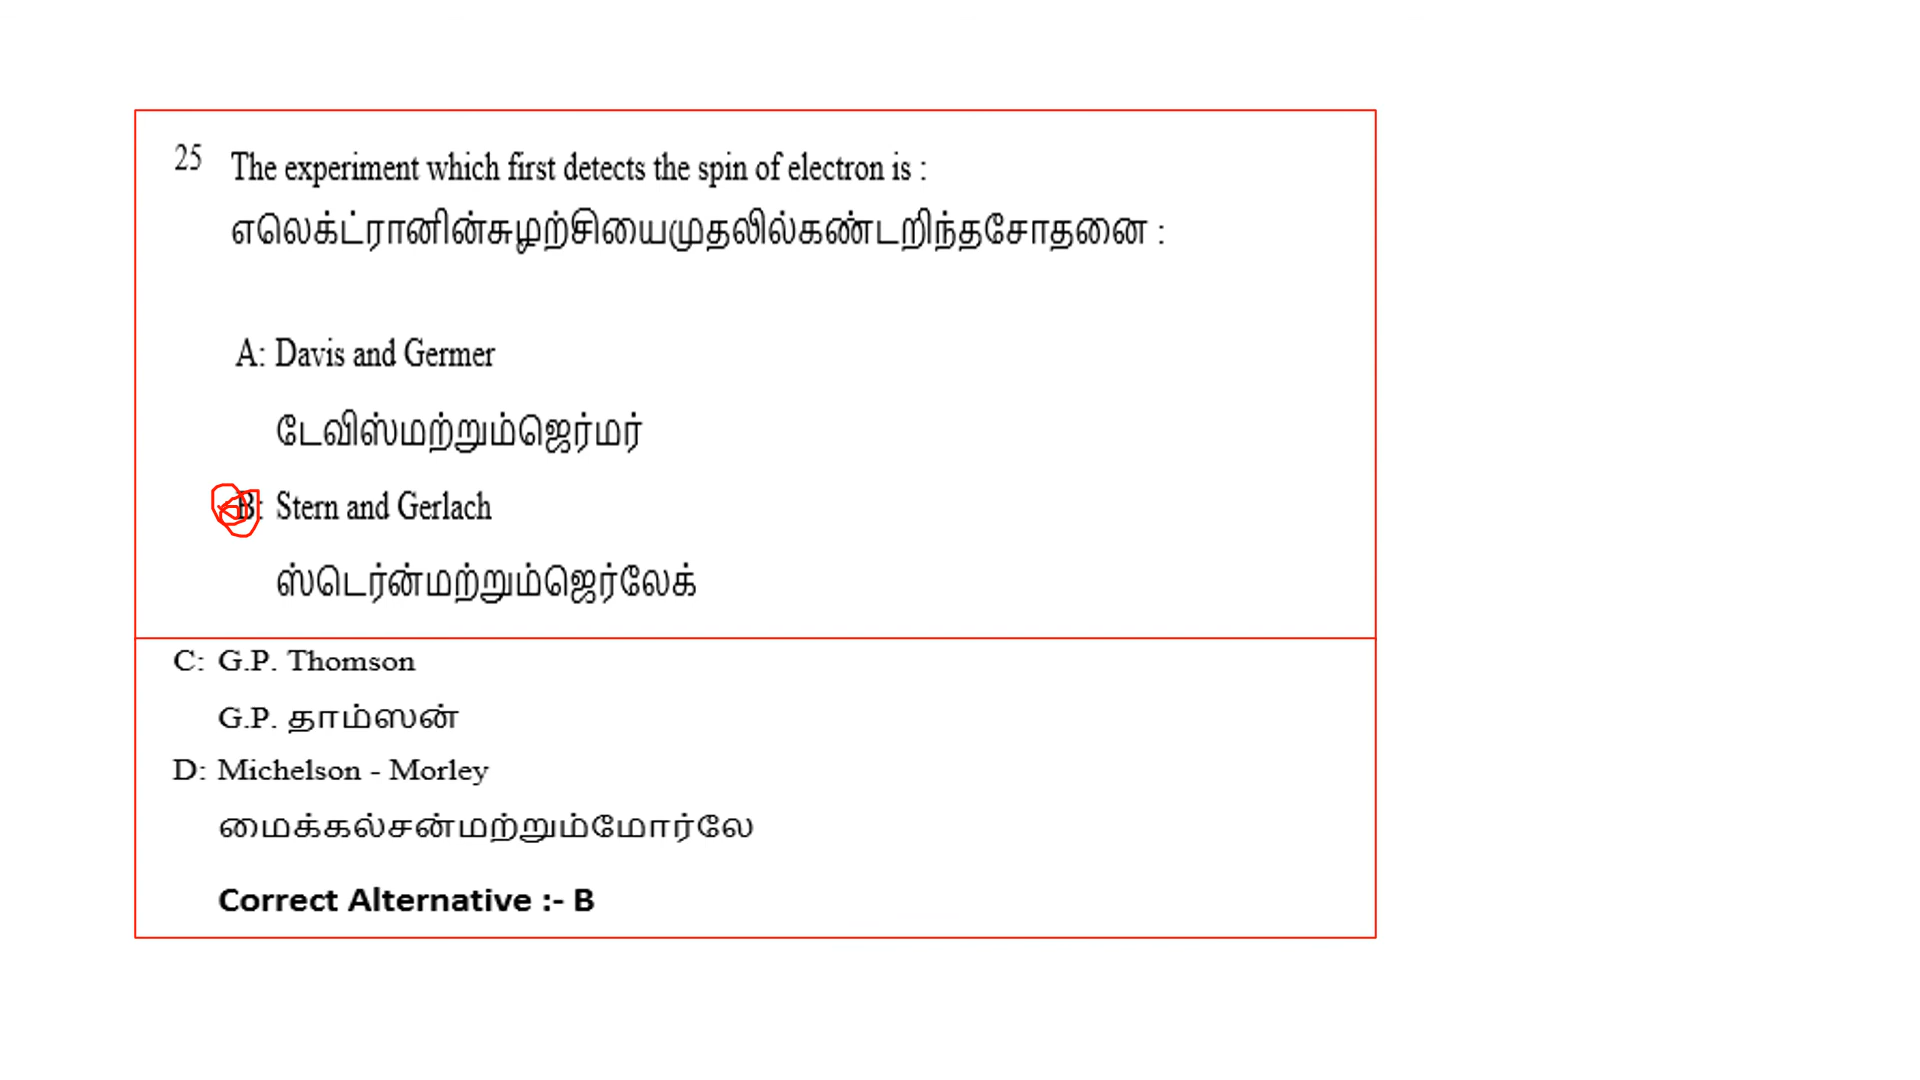 25 The experiment which first detects the spin of electron is :
எலெக்ட்ரானின்சுழற்சியைமுதலில்கண்டறிந்தசோதனை :
A: Davis and Germer
டேவிஸ்மற்றும்ஜெர்மர்
B: Stern and Gerlach
ஸ்டெர்ன்மற்றும்ஜெர்லேக்
C: G.P. Thomson
G.P. தாம்ஸன்
D: Michelson - Morley
மைக்கல்சன்மற்றும்மோர்லே
Correct Alternative :- B